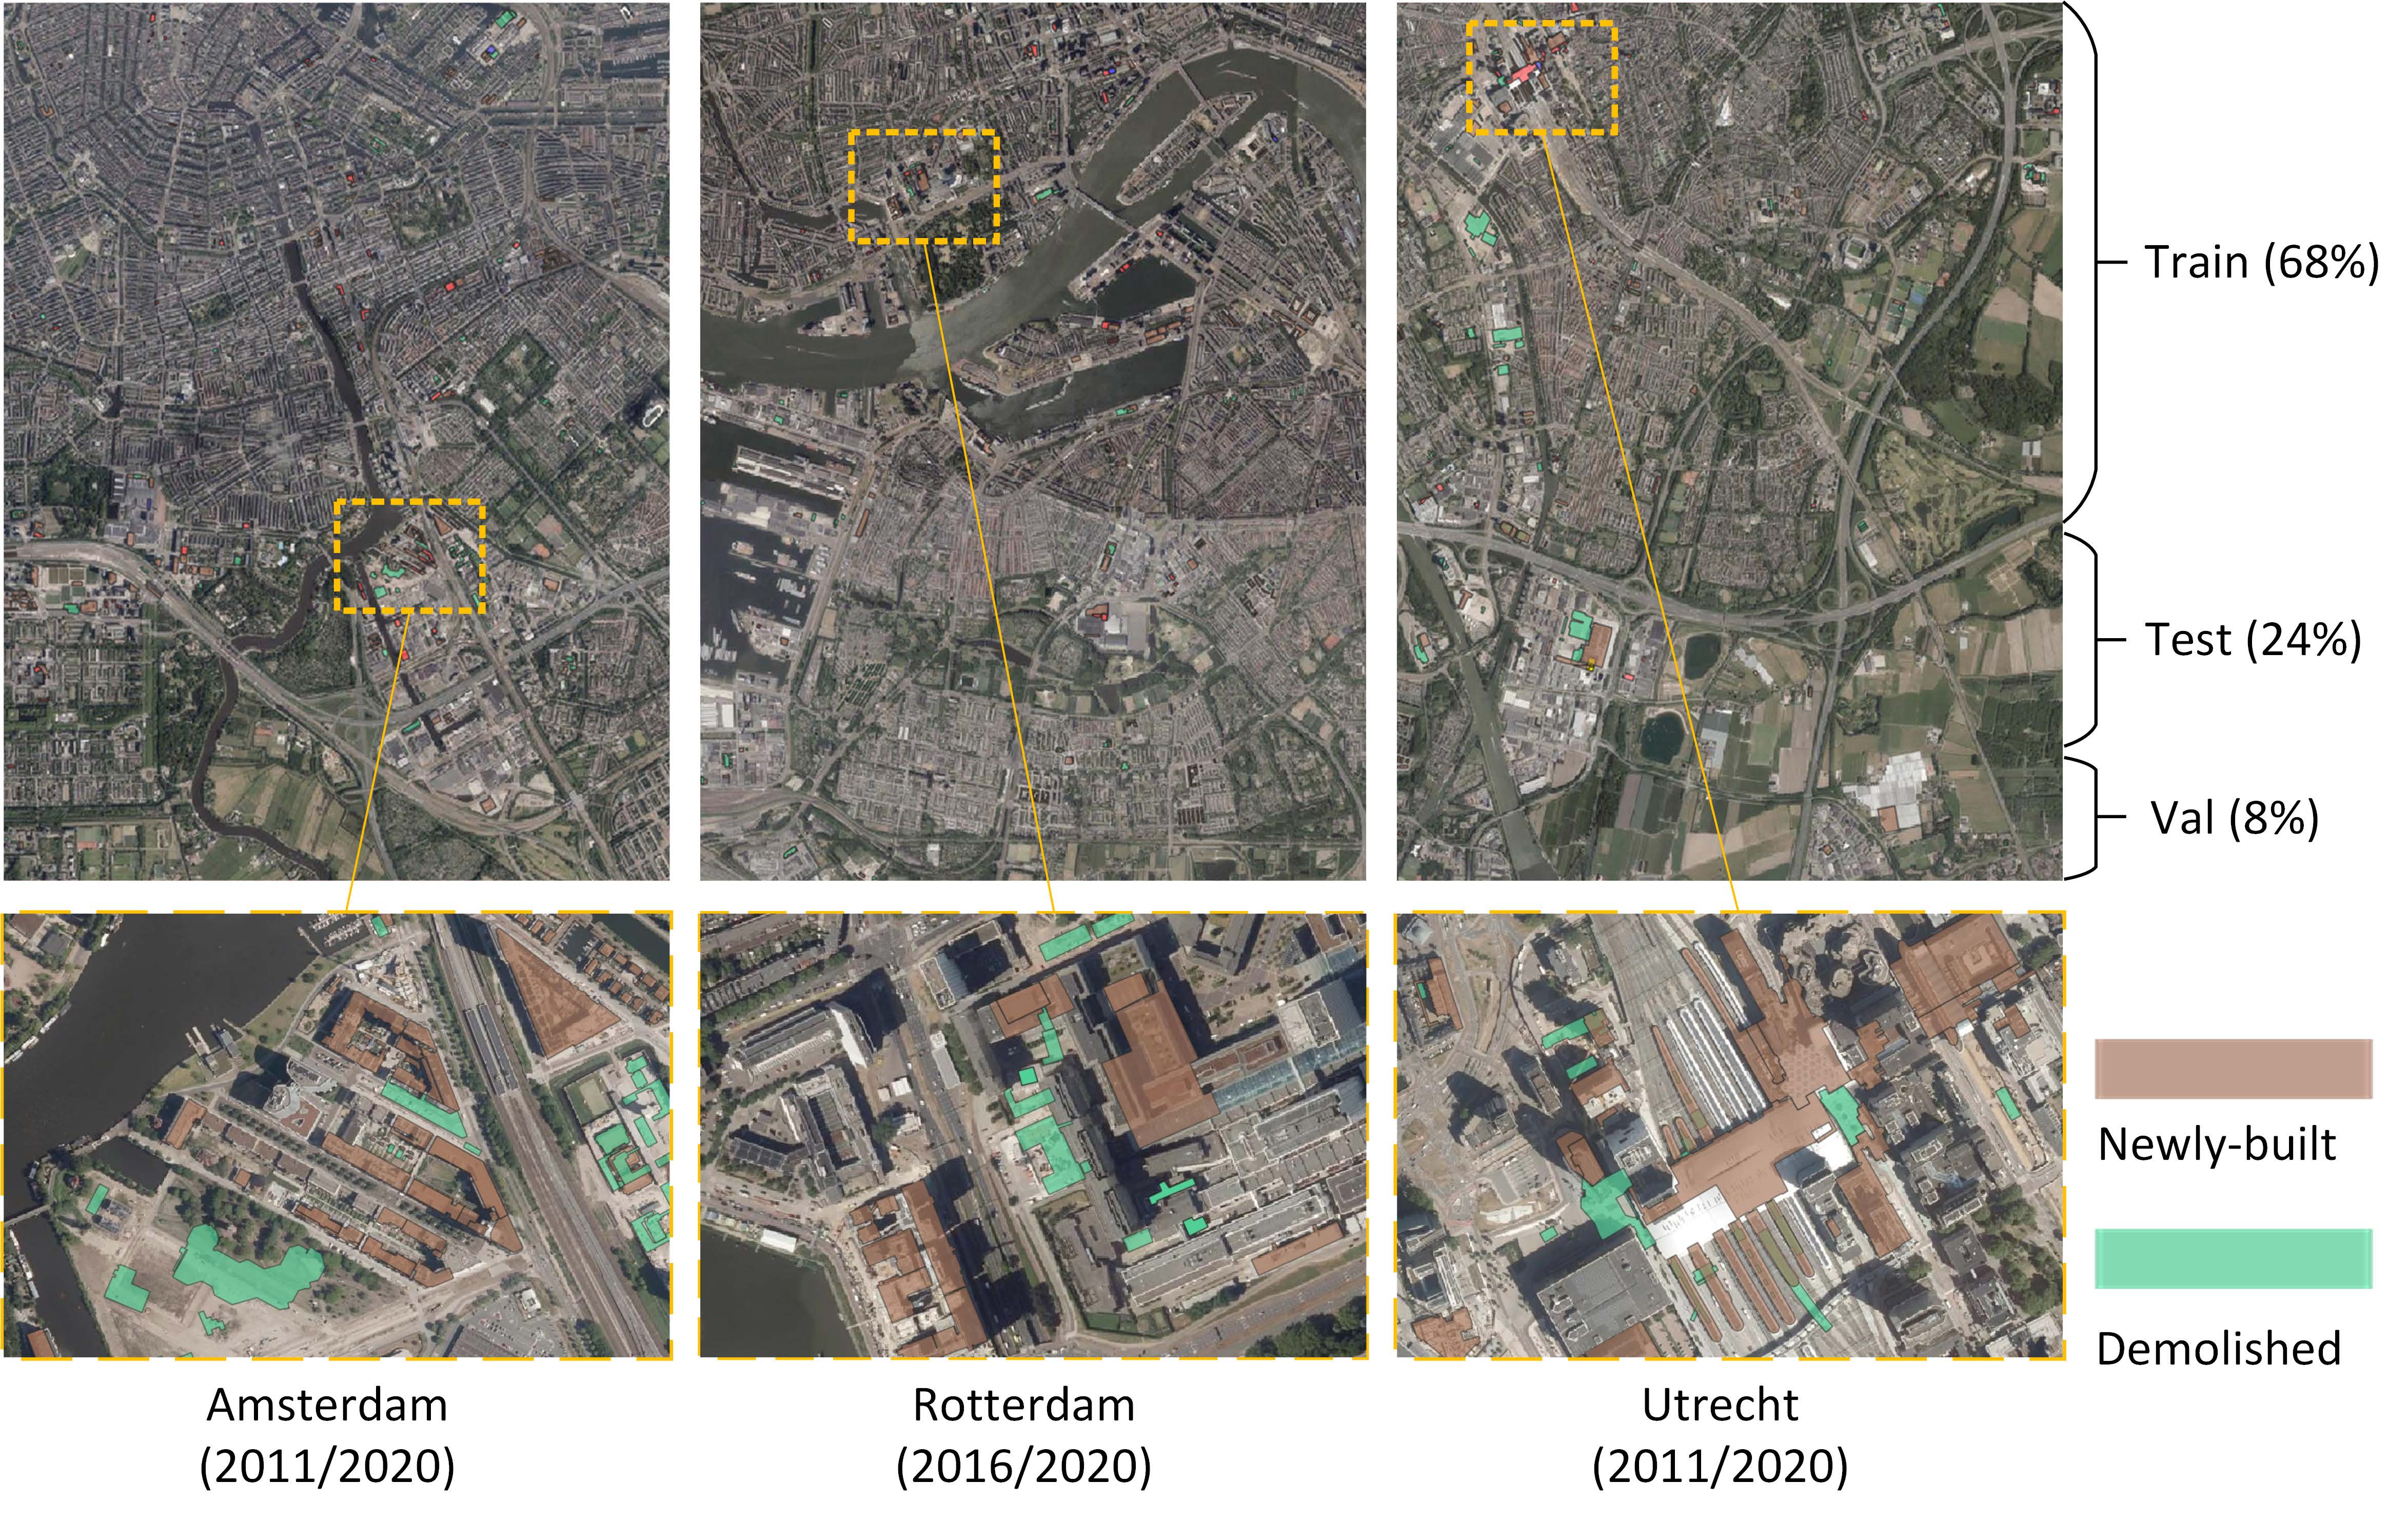 Train (68%)
Test (24%)
Val (8%)
Newly-built
Demolished
Amsterdam
(2011/2020)
Rotterdam
(2016/2020)
Utrecht
(2011/2020)